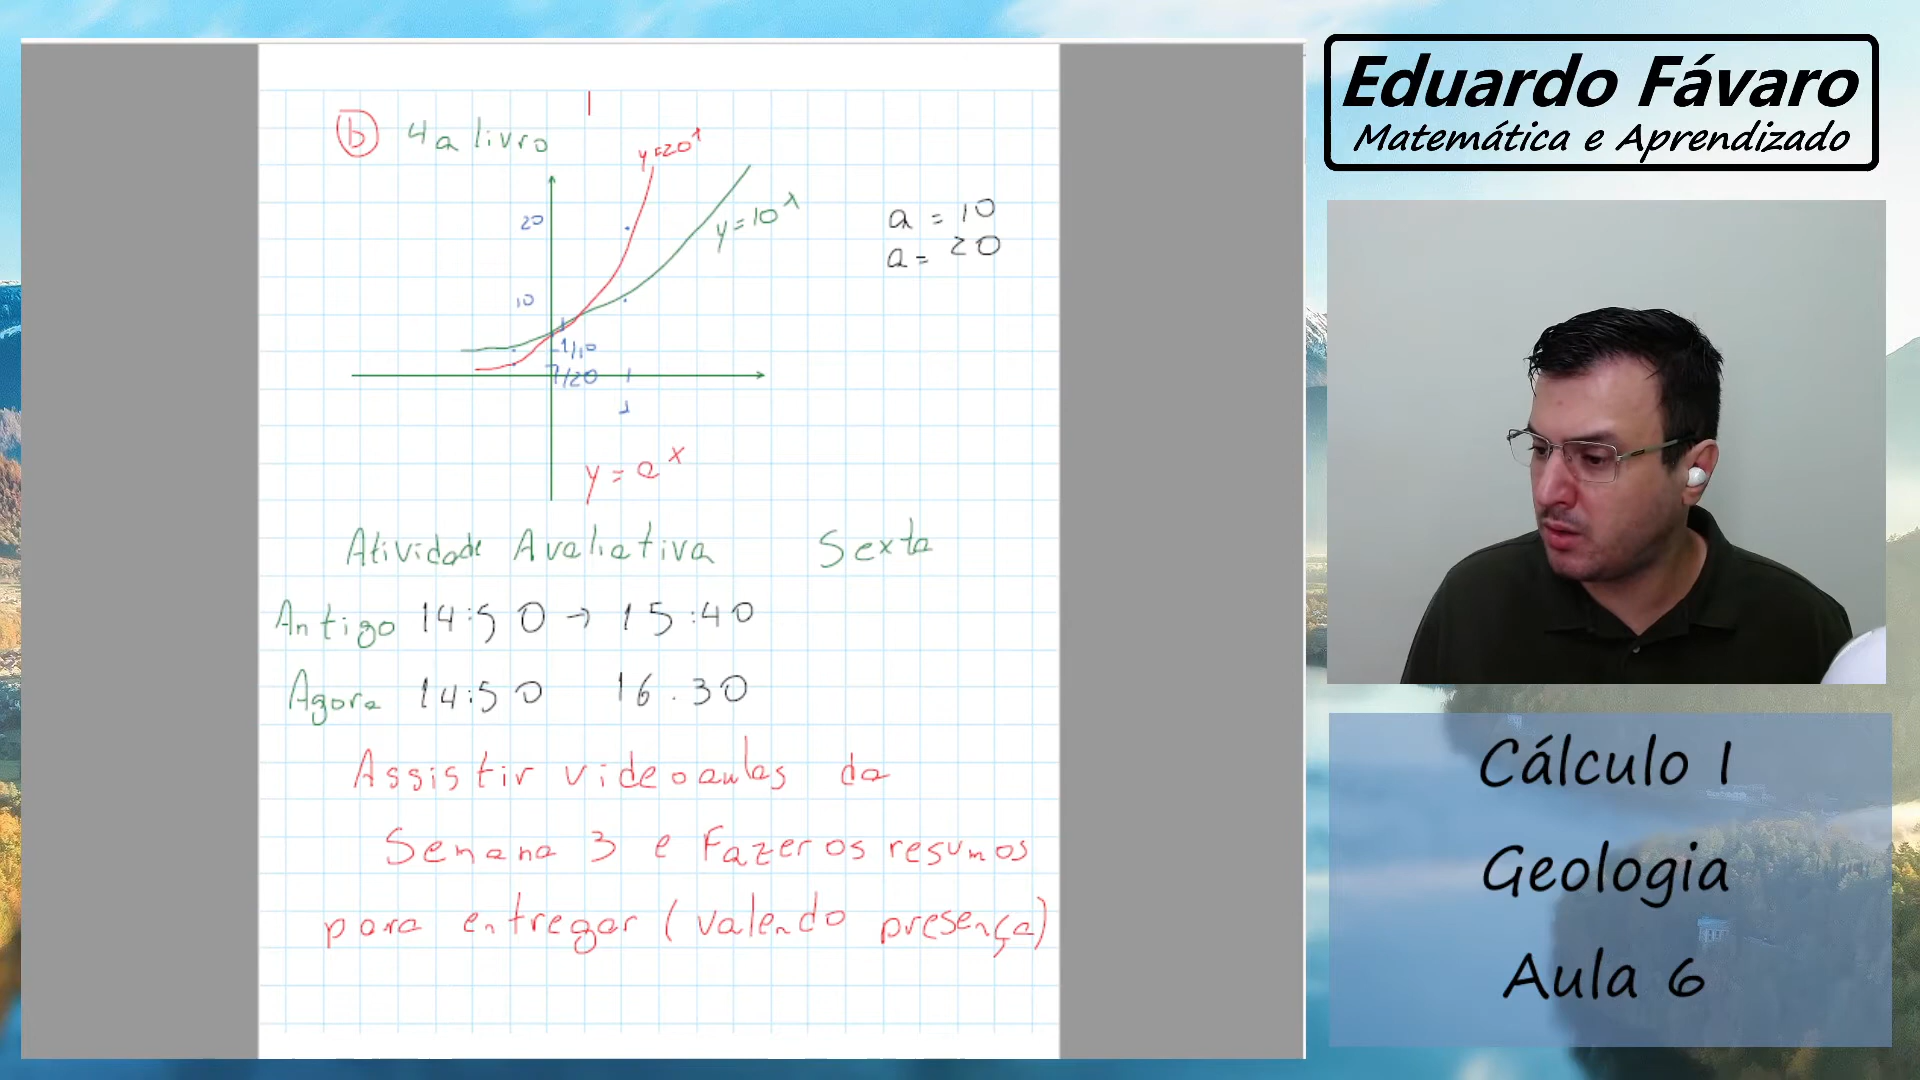 b 4a livro
y=20^x
20
y=10^x
a = 10
a = 20
10
1
1/10
1/20
1
y = a^x
Atividade Avaliativa Sexta
Antigo 14:50 → 15:40
Agora 14:50 16.30
Assistir videoaulas da
Semana 3 e Fazer os resumos
para entregar (valendo presença)
Eduardo Fávaro
Matemática e Aprendizado
Cálculo 1
Geologia
Aula 6